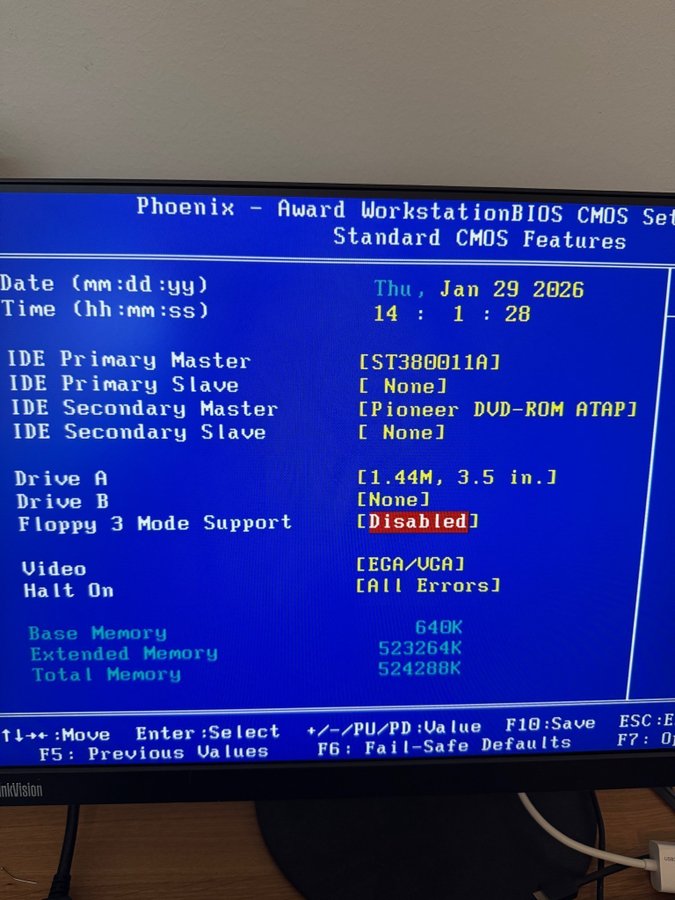 Phoenix - Award WorkstationBIOS CMOS Set
Standard CMOS Features
Date (mm:dd:yy) Thu, Jan 29 2026
Time (hh:mm:ss) 14 : 1 : 28
IDE Primary Master [ST380011A]
IDE Primary Slave [ None]
IDE Secondary Master [Pioneer DVD-ROM ATAP]
IDE Secondary Slave [ None]
Drive A [1.44M, 3.5 in.]
Drive B [None]
Floppy 3 Mode Support [Disabled]
Video [EGA/VGA]
Halt On [All Errors]
Base Memory 640K
Extended Memory 523264K
Total Memory 524288K
↑↓→←:Move Enter:Select +/-/PU/PD:Value F10:Save ESC:E
F5: Previous Values F6: Fail-Safe Defaults F7: O
nkVision